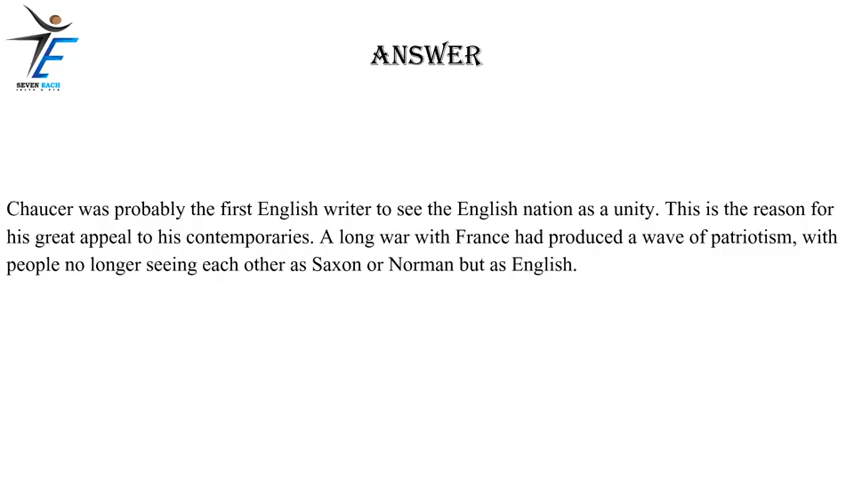 SEVEN EACH
ANSWER
Chaucer was probably the first English writer to see the English nation as a unity. This is the reason for
his great appeal to his contemporaries. A long war with France had produced a wave of patriotism, with
people no longer seeing each other as Saxon or Norman but as English.